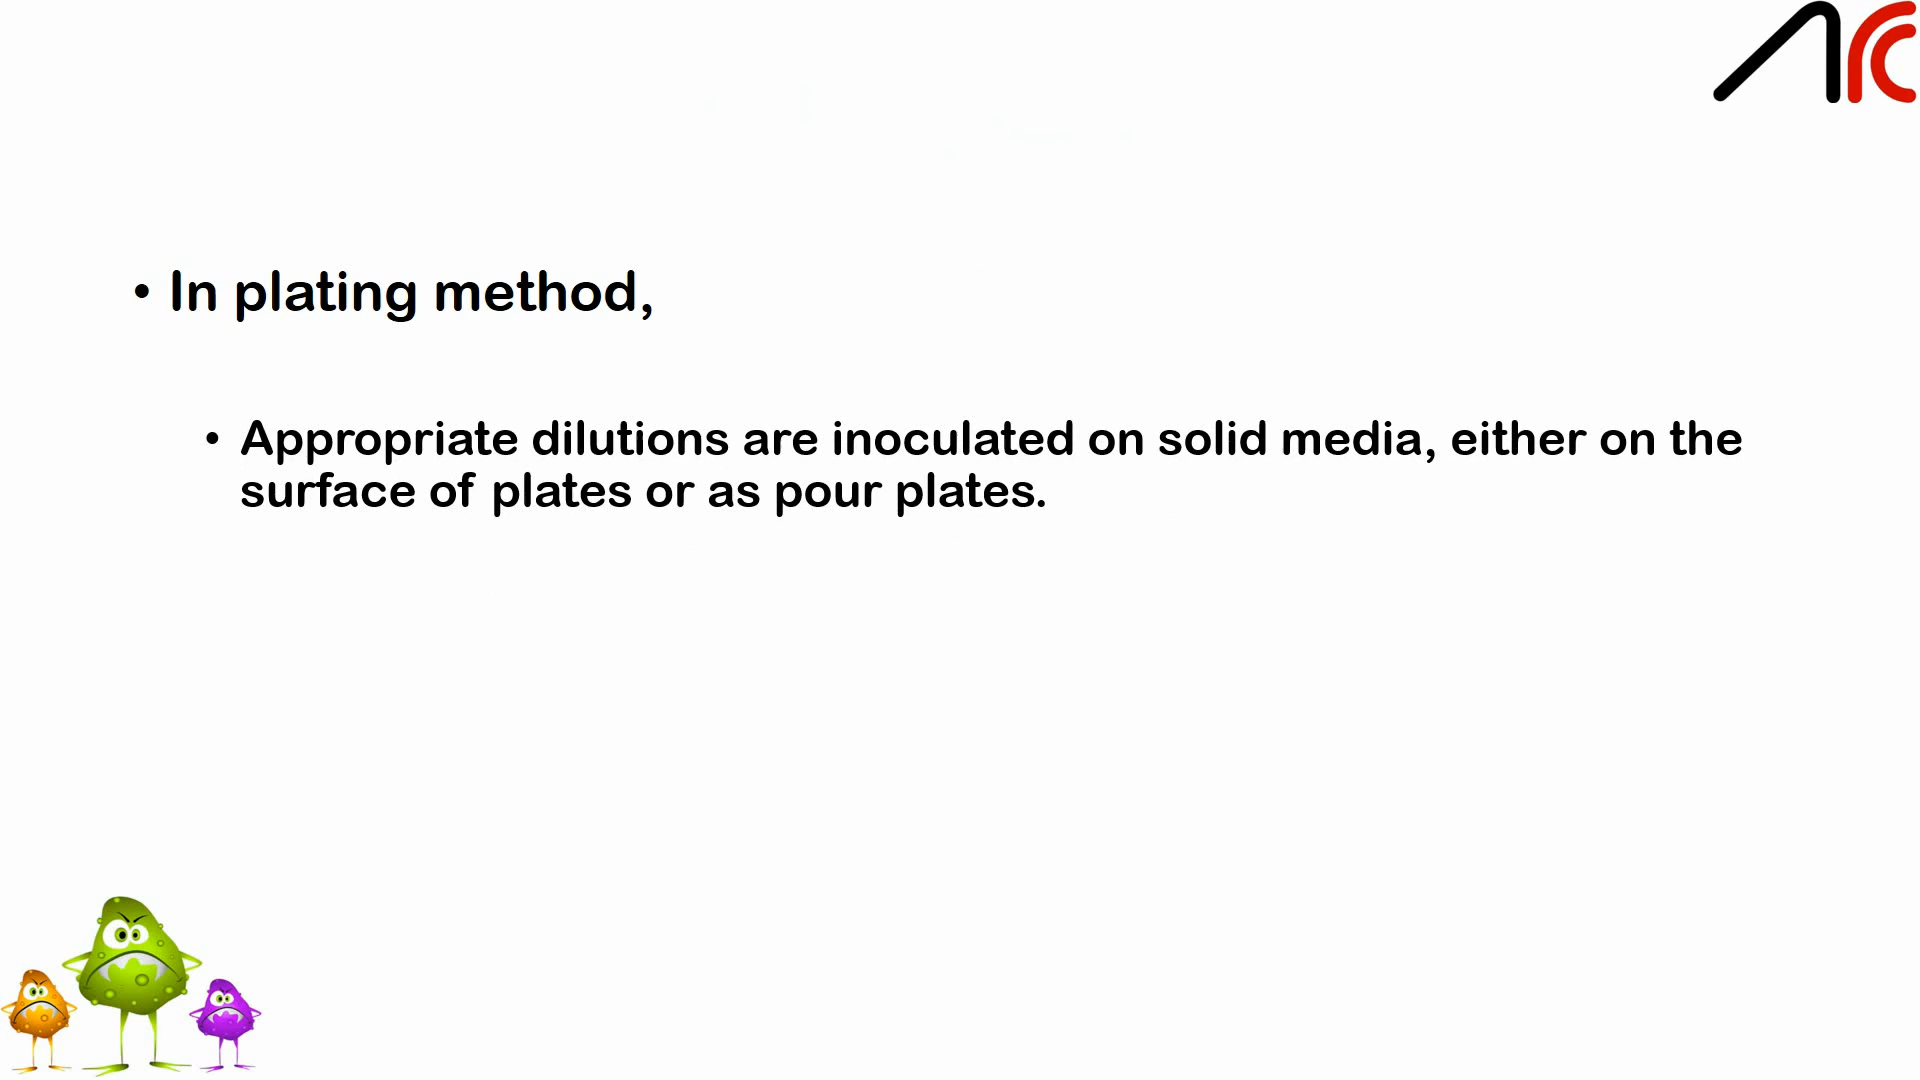 • In plating method,
• Appropriate dilutions are inoculated on solid media, either on the
surface of plates or as pour plates.